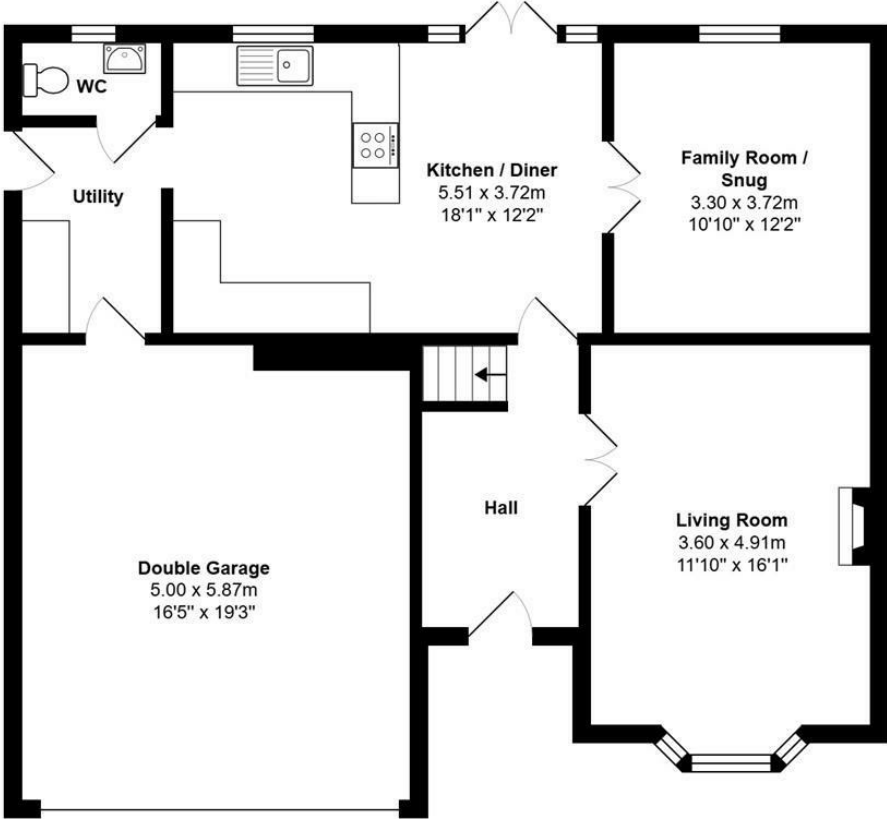 WC
Utility
Kitchen / Diner
5.51 x 3.72m
18'1" x 12'2"
Family Room /
Snug
3.30 x 3.72m
10'10" x 12'2"
Hall
Living Room
3.60 x 4.91m
11'10" x 16'1"
Double Garage
5.00 x 5.87m
16'5" x 19'3"